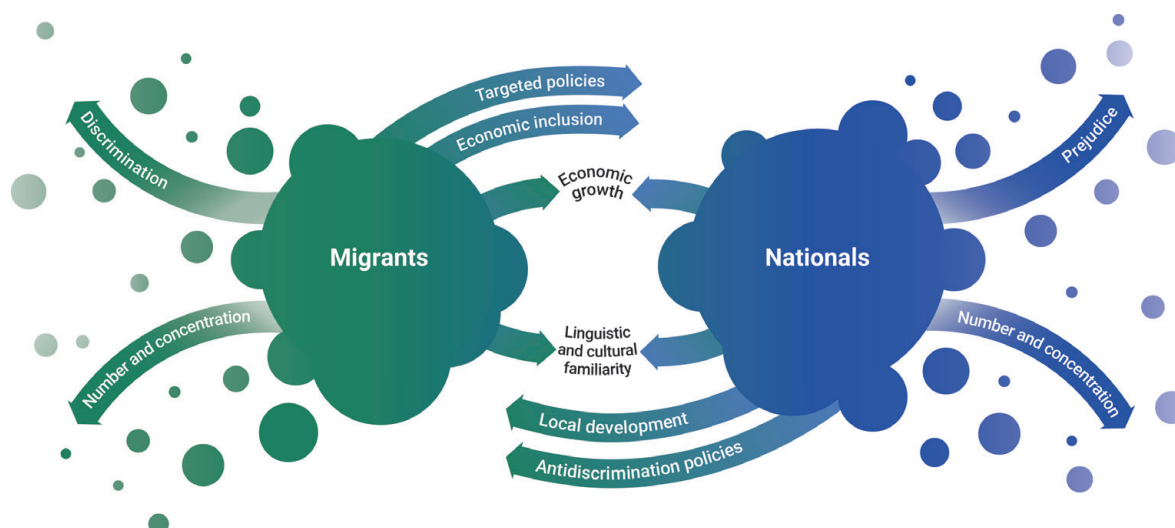 Targeted policies
Economic inclusion
Discrimination
Prejudice
Economic
growth
Migrants
Nationals
Number and concentration
Linguistic
and cultural
familiarity
Number and concentration
Local development
Antidiscrimination policies